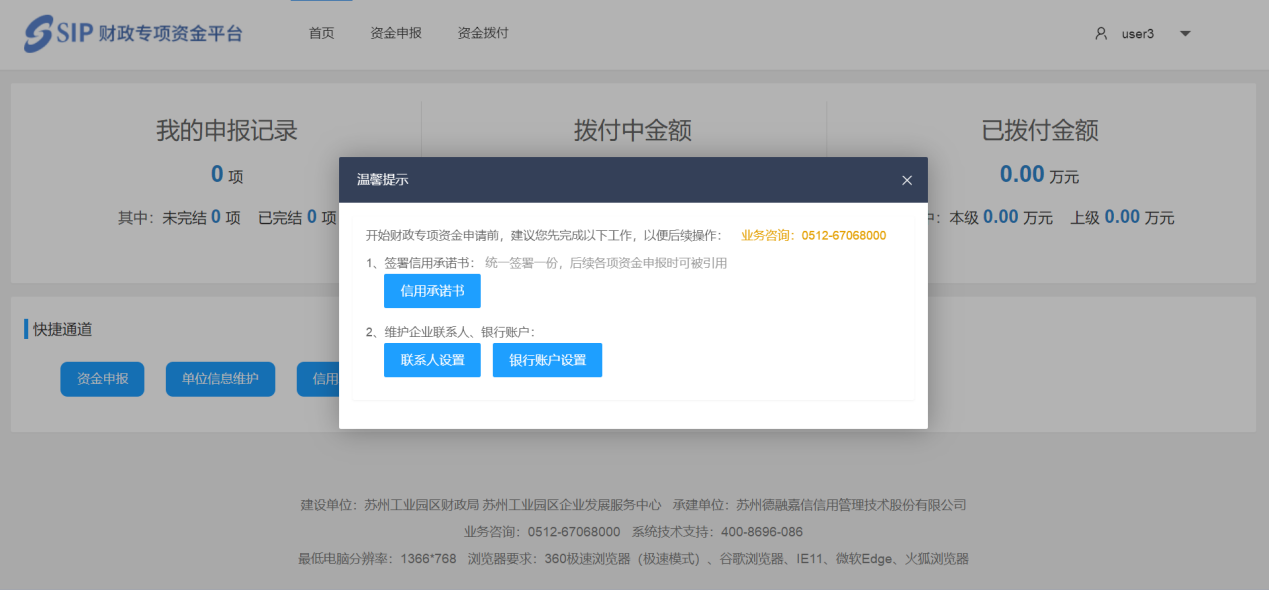 SIP 财政专项资金平台 首页 资金申报 资金拨付 user3
我的申报记录 拨付中金额 已拨付金额
0 项 0.00 万元
其中：未完结 0 项 已完结 0 项 中：本级 0.00 万元 上级 0.00 万元
温馨提示
开始财政专项资金申请前，建议您先完成以下工作，以便后续操作： 业务咨询：0512-67068000
1、签署信用承诺书： 统一签署一份，后续各项资金申报时可被引用
信用承诺书
2、维护企业联系人、银行账户：
联系人设置 银行账户设置
快捷通道
资金申报 单位信息维护 信用
建设单位：苏州工业园区财政局 苏州工业园区企业发展服务中心 承建单位：苏州德融嘉信信用管理技术股份有限公司
业务咨询：0512-67068000 系统技术支持：400-8696-086
最低电脑分辨率：1366*768 浏览器要求：360极速浏览器（极速模式）、谷歌浏览器、IE11、微软Edge、火狐浏览器